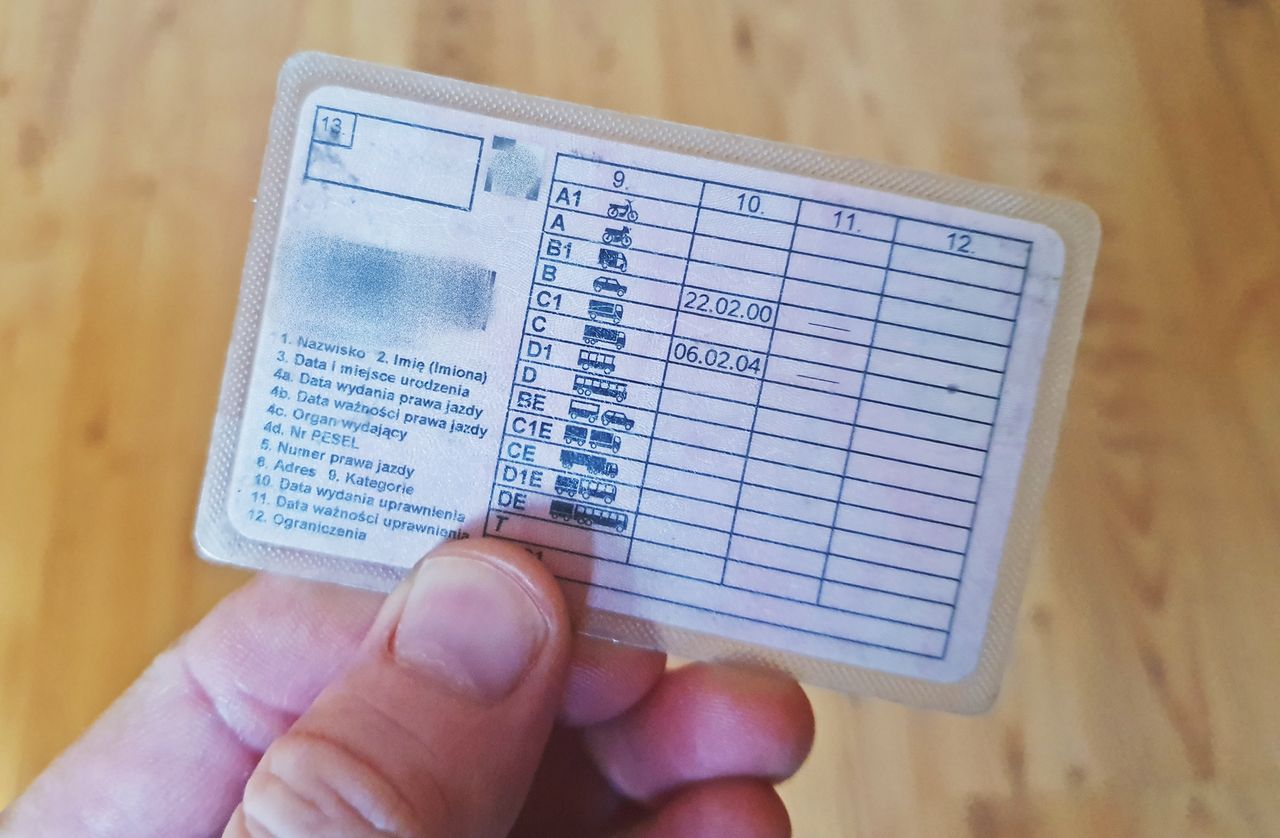 13.
1. Nazwisko 2. Imię (Imiona)
3. Data i miejsce urodzenia
4a. Data wydania prawa jazdy
4b. Data ważności prawa jazdy
4c. Organ wydający
4d. Nr PESEL
5. Numer prawa jazdy
8. Adres 9. Kategorie
10. Data wydania uprawnienia
11. Data ważności uprawnienia
12. Ograniczenia
9. 10. 11. 12.
A1
A
B1
B 22.02.00
C1
C 06.02.04
D1
D
BE
C1E
CE
D1E
DE
T